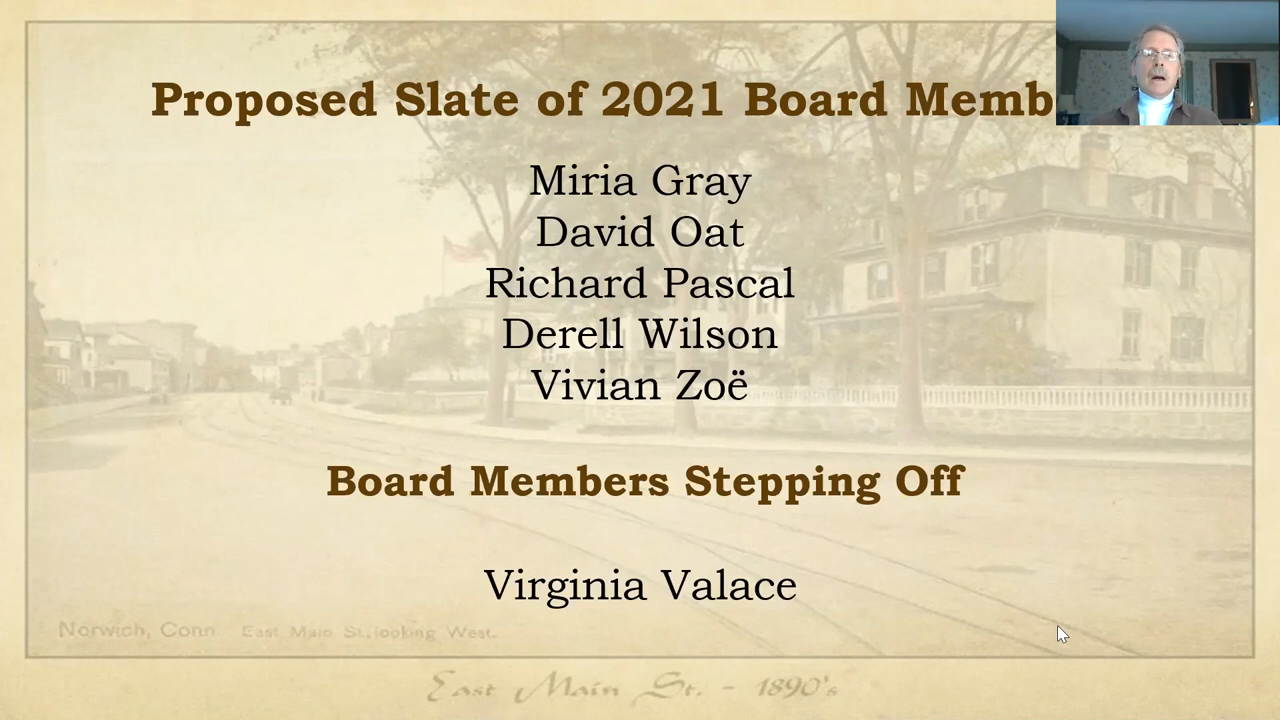 Proposed Slate of 2021 Board Memb
Miria Gray
David Oat
Richard Pascal
Derell Wilson
Vivian Zoë
Board Members Stepping Off
Virginia Valace
Norwich, Conn. East Main St. looking West.
East Main St. - 1890's